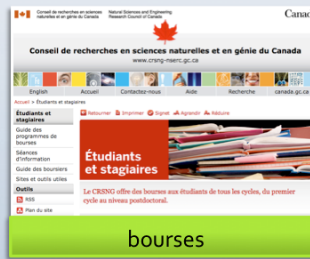 Conseil de recherches en sciences naturelles et en génie du Canada
Natural Sciences and Engineering Research Council of Canada
Canad
Conseil de recherches en sciences naturelles et en génie du Canada
www.crsng-nserc.gc.ca
English Accueil Contactez-nous Aide Recherche canada.gc.ca
Accueil > Étudiants et stagiaires
Étudiants et stagiaires
Guide des programmes de bourses
Séances d'information
Guide des boursiers
Sites et outils utiles
Outils
RSS
Plan du site
Retourner Imprimer Signet Agrandir Réduire
Étudiants
et stagiaires
Le CRSNG offre des bourses aux étudiants de tous les cycles, du premier
cycle au niveau postdoctoral.
bourses